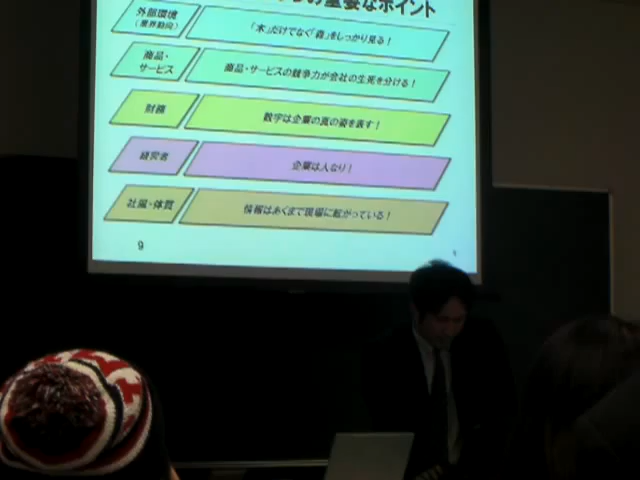 の重要なポイント
外部環境
（業界動向）
「木」だけでなく「森」をしっかり見る！
商品・
サービス
商品・サービスの競争力が会社の生死を分ける！
財務
数字は企業の真の姿を表す！
経営者
企業は人なり！
社風・体質
情報はあくまで現場に転がっている！
9